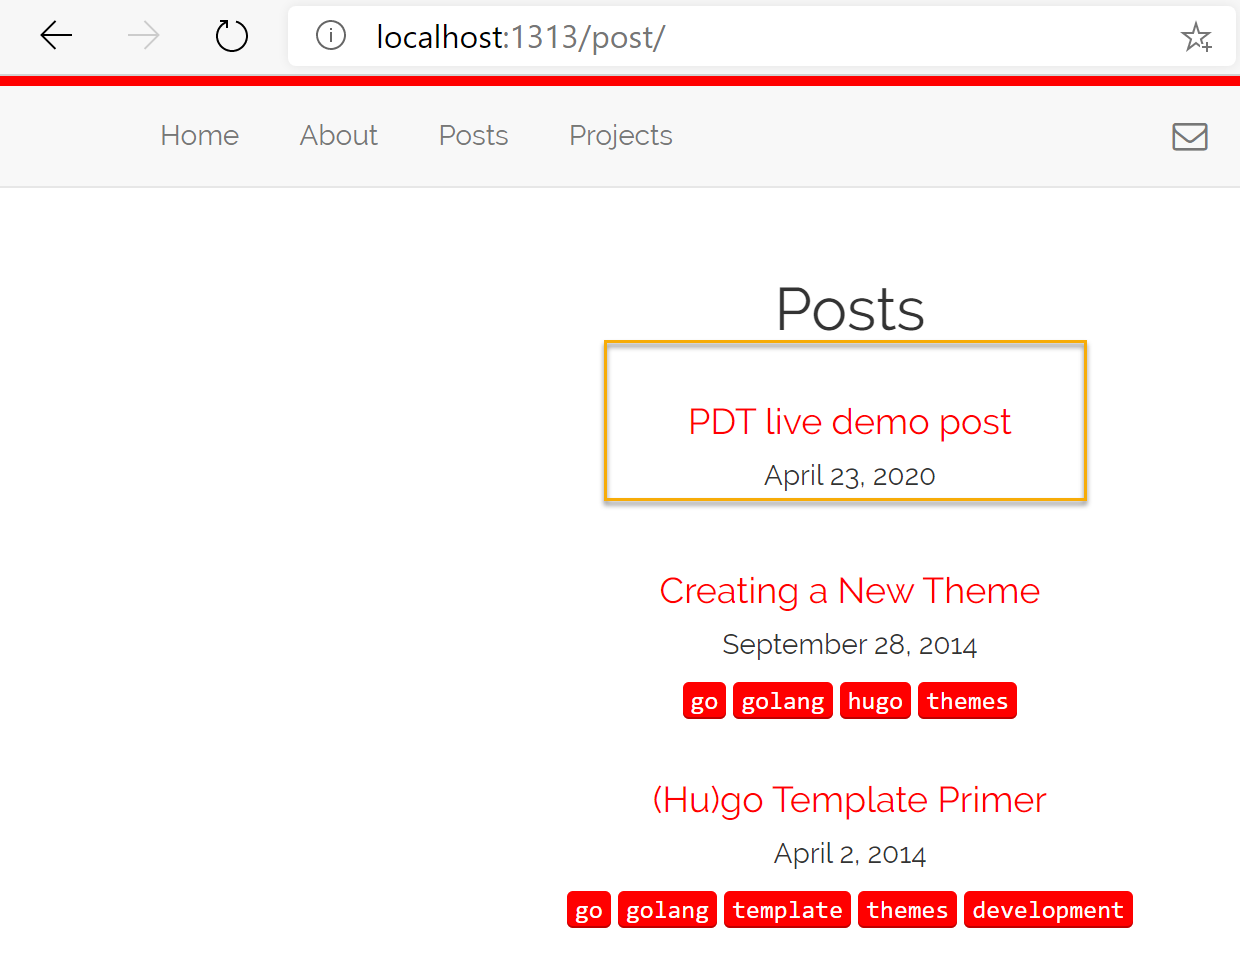 localhost:1313/post/
Home About Posts Projects
Posts
PDT live demo post
April 23, 2020
Creating a New Theme
September 28, 2014
go golang hugo themes
(Hu)go Template Primer
April 2, 2014
go golang template themes development